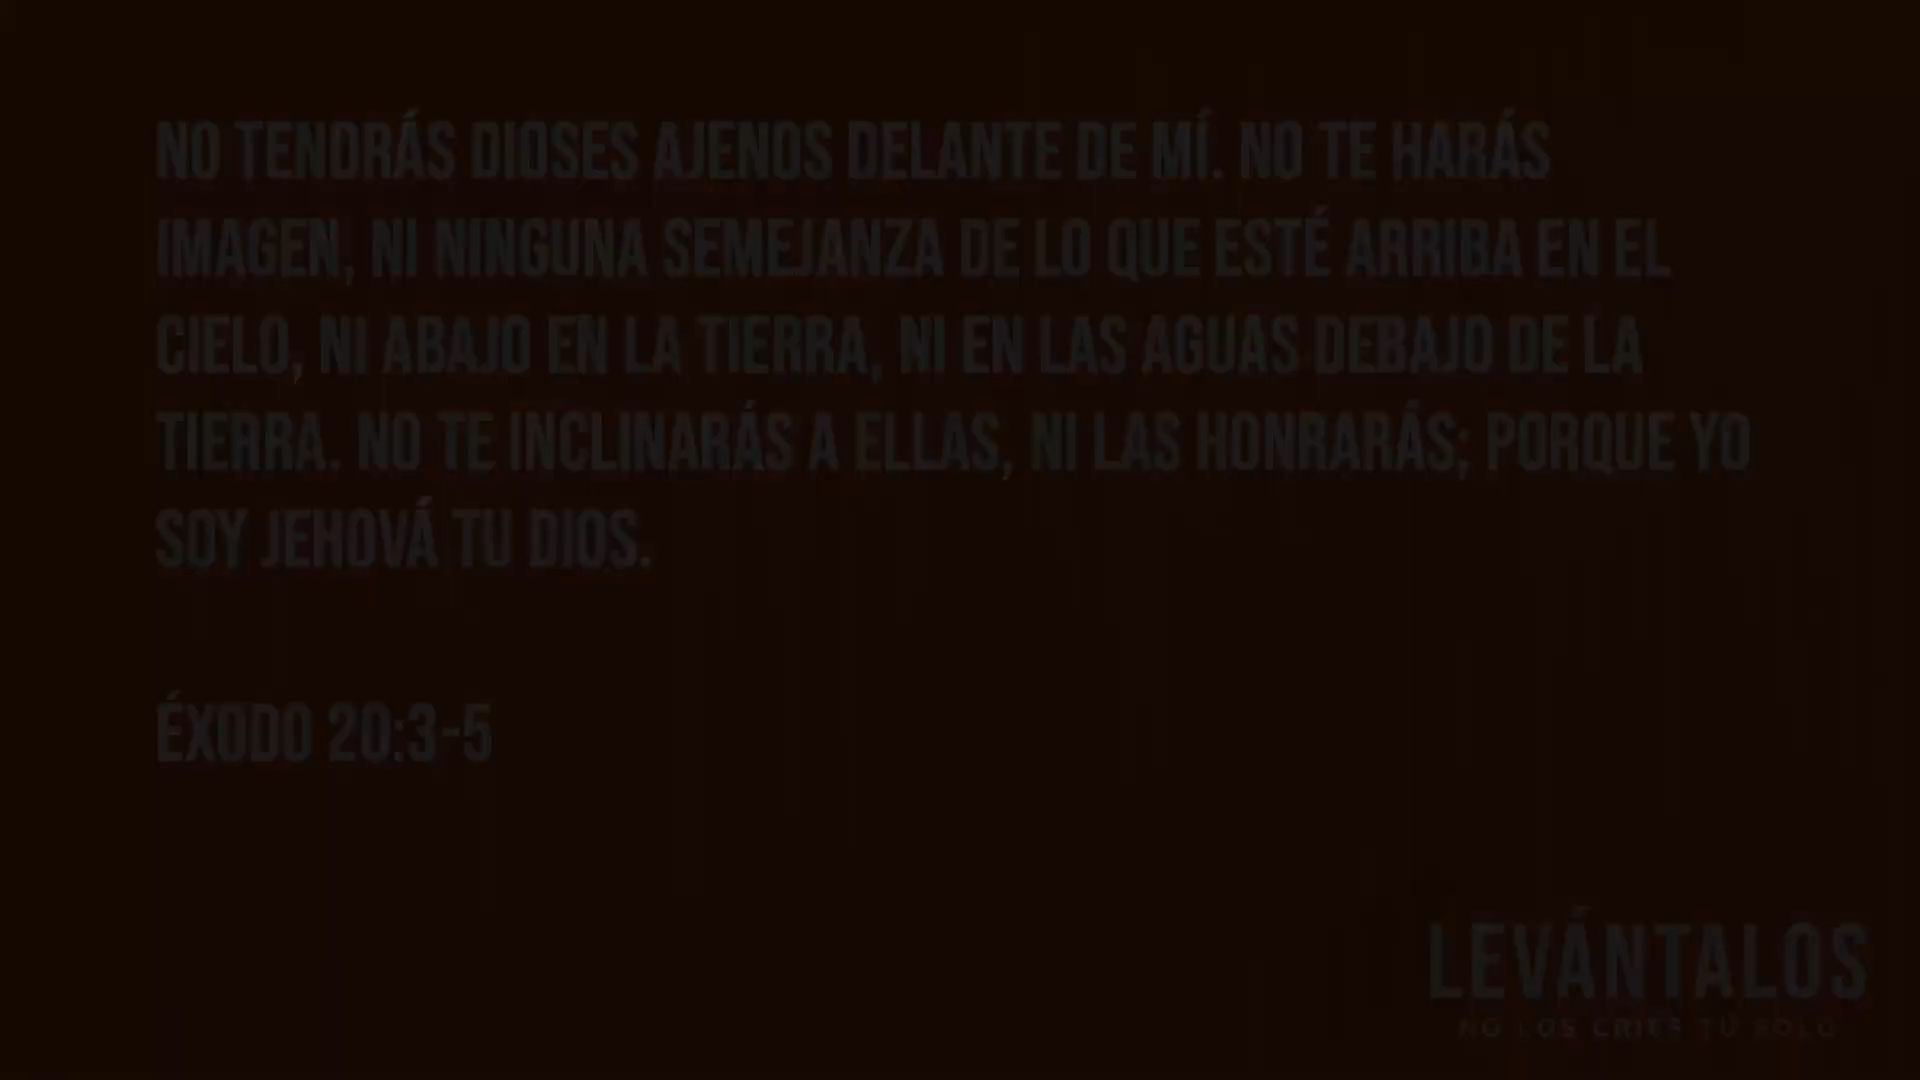 NO TENDRÁS DIOSES AJENOS DELANTE DE MÍ. NO TE HARÁS
IMAGEN, NI NINGUNA SEMEJANZA DE LO QUE ESTÉ ARRIBA EN EL
CIELO, NI ABAJO EN LA TIERRA, NI EN LAS AGUAS DEBAJO DE LA
TIERRA. NO TE INCLINARÁS A ELLAS, NI LAS HONRARÁS; PORQUE YO
SOY JEHOVÁ TU DIOS.
ÉXODO 20:3-5
LEVÁNTALOS
NO LOS CRIES TÚ SOLO